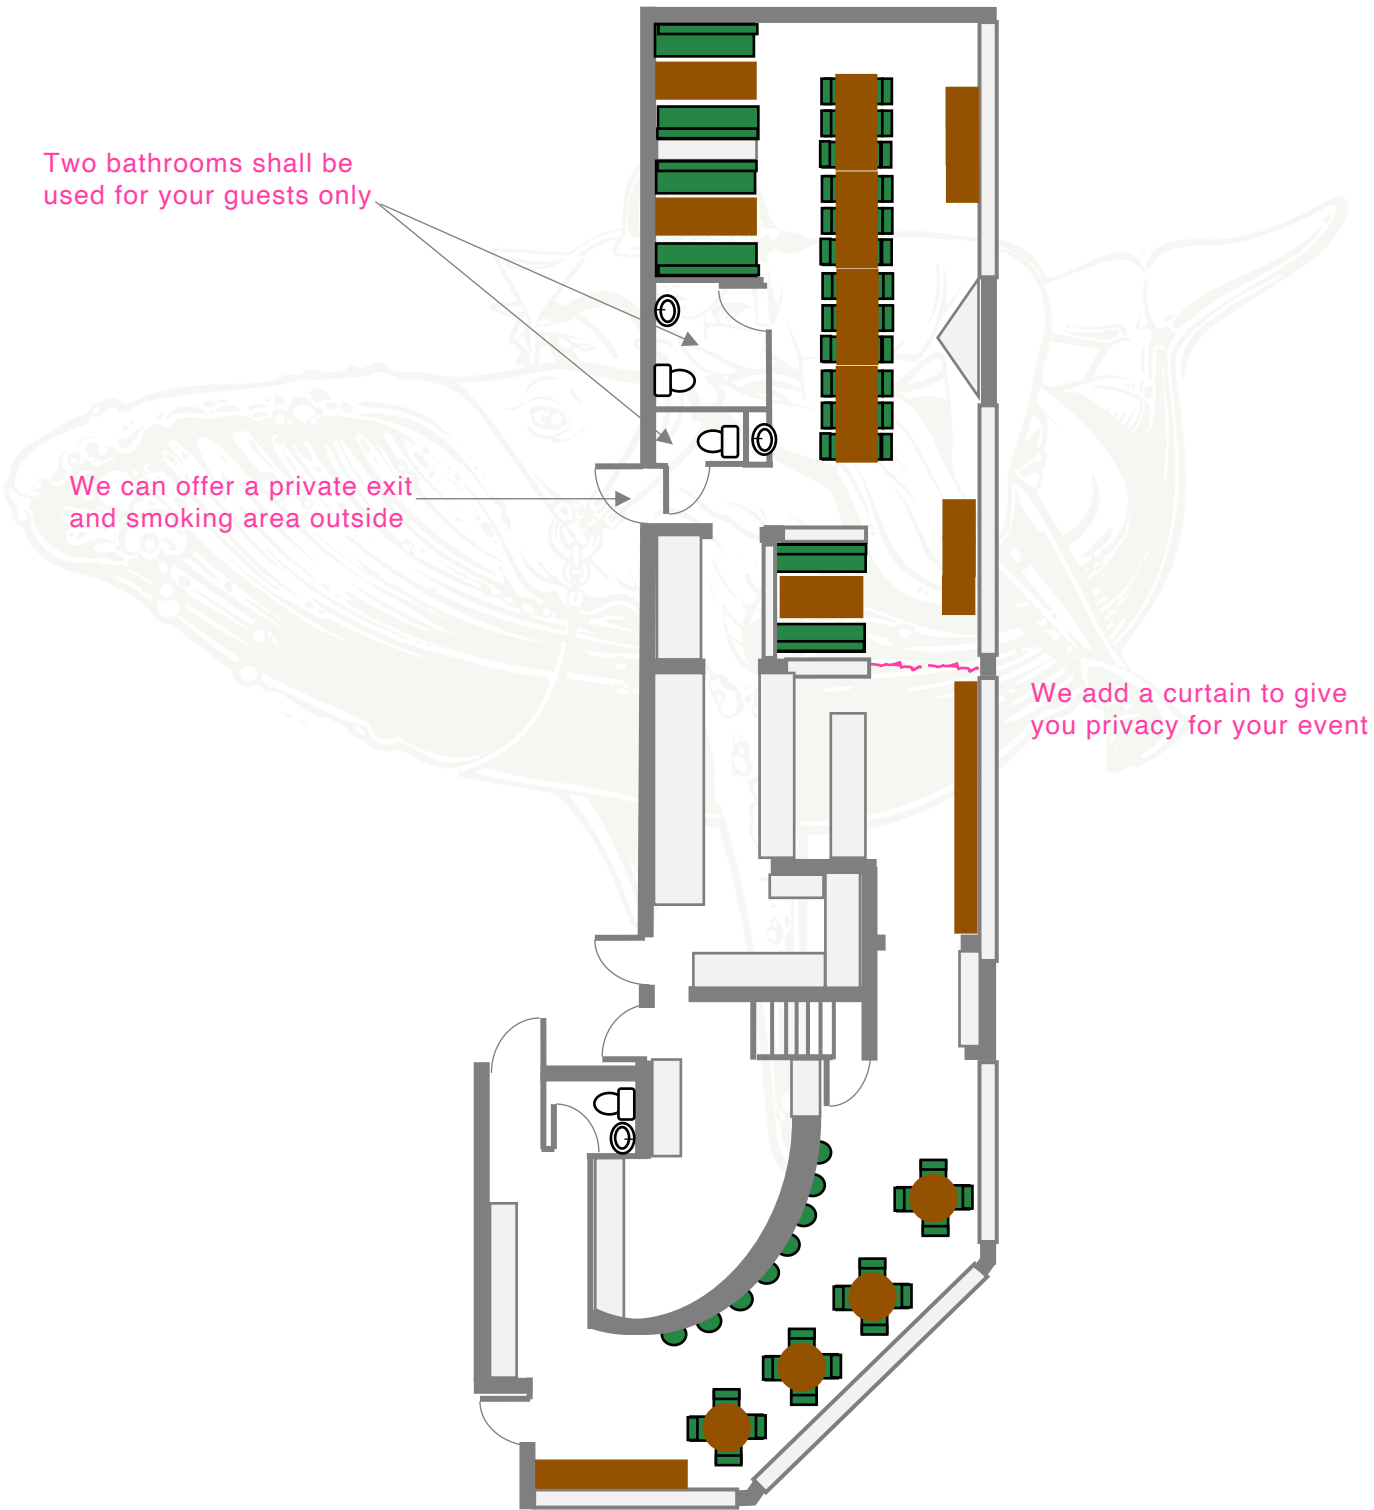 Two bathrooms shall be
used for your guests only
We can offer a private exit
and smoking area outside
We add a curtain to give
you privacy for your event